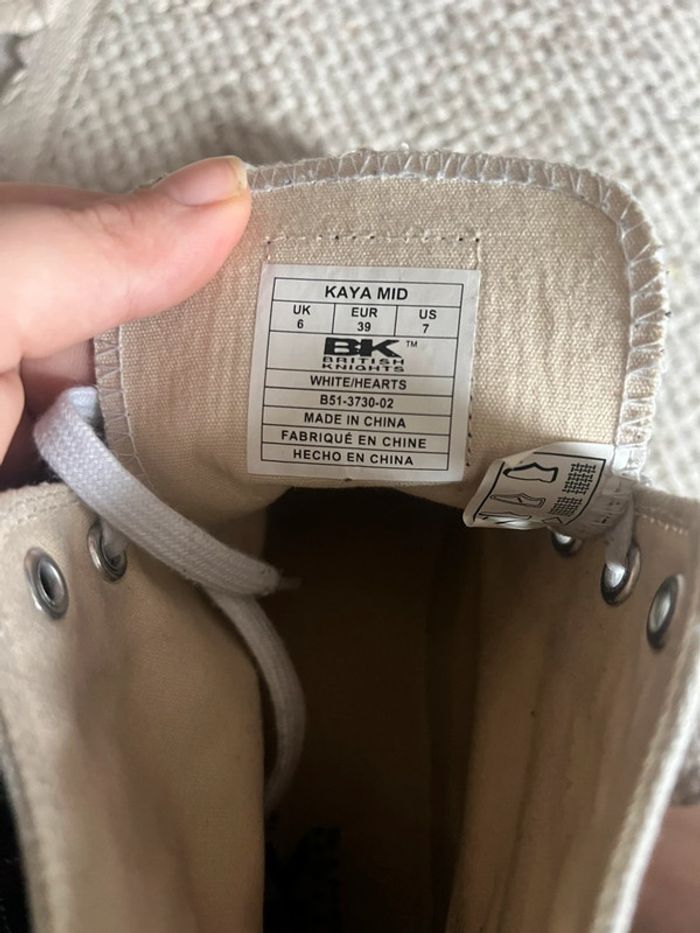 KAYA MID
UK EUR US
6 39 7
BK™
BRITISH
KNIGHTS
WHITE/HEARTS
B51-3730-02
MADE IN CHINA
FABRIQUÉ EN CHINE
HECHO EN CHINA